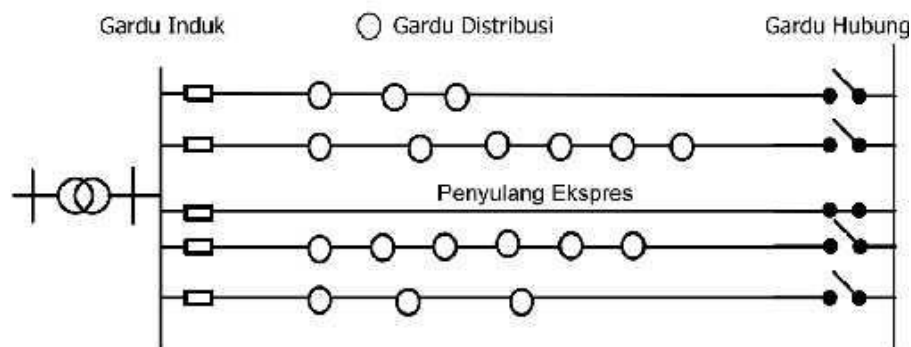 Gardu Induk
Gardu Distribusi
Gardu Hubung
Penyulang Ekspres